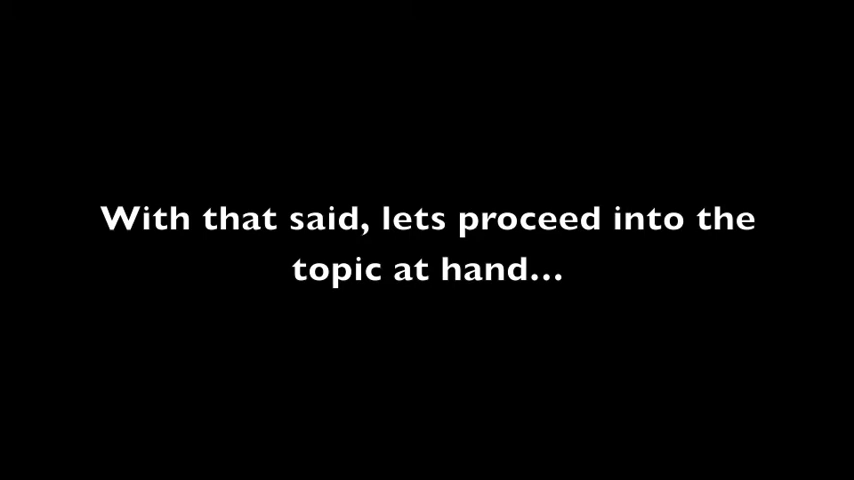 With that said, lets proceed into the
topic at hand...